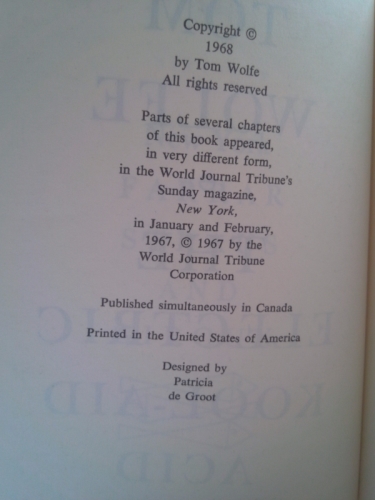 Copyright ©
1968
by Tom Wolfe
All rights reserved
Parts of several chapters
of this book appeared,
in very different form,
in the World Journal Tribune's
Sunday magazine,
New York,
in January and February,
1967, © 1967 by the
World Journal Tribune
Corporation
Published simultaneously in Canada
Printed in the United States of America
Designed by
Patricia
de Groot